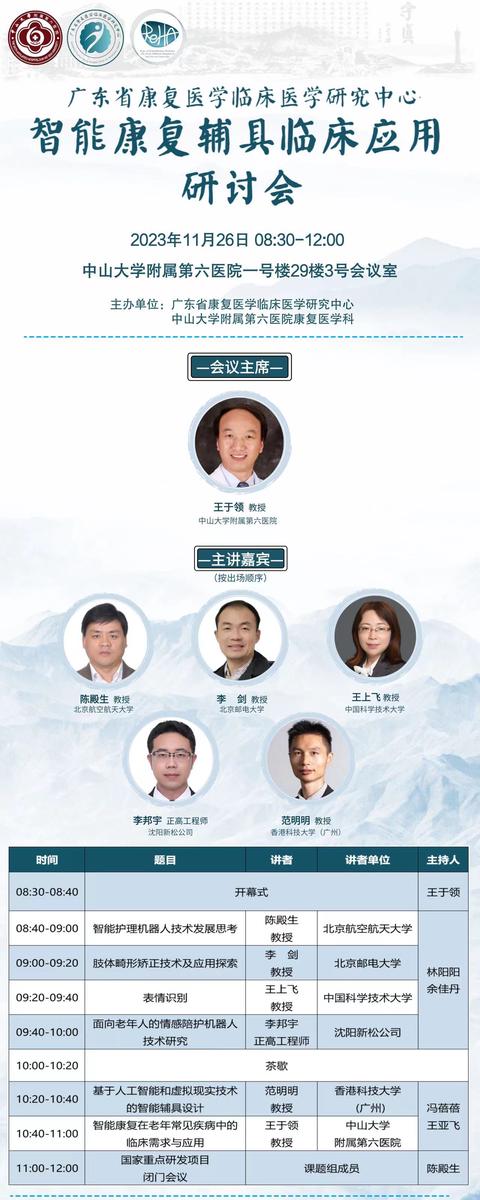 广东省康复医学临床医学研究中心
智能康复辅具临床应用
研讨会
2023年11月26日 08:30-12:00
中山大学附属第六医院一号楼29楼3号会议室
主办单位：广东省康复医学临床医学研究中心
中山大学附属第六医院康复医学科
—会议主席—
王于领 教授
中山大学附属第六医院
—主讲嘉宾—
（按出场顺序）
陈殿生 教授
北京航空航天大学
李 剑 教授
北京邮电大学
王上飞 教授
中国科学技术大学
李邦宇 正高工程师
沈阳新松公司
范明明 教授
香港科技大学（广州）
时间 题目 讲者 讲者单位 主持人
08:30-08:40 开幕式 王于领
08:40-09:00 智能护理机器人技术发展思考 陈殿生 教授 北京航空航天大学
09:00-09:20 肢体畸形矫正技术及应用探索 李 剑 教授 北京邮电大学
林阳阳
余佳丹
09:20-09:40 表情识别 王上飞 教授 中国科学技术大学
09:40-10:00 面向老年人的情感陪护机器人技术研究 李邦宇 正高工程师 沈阳新松公司
10:00-10:20 茶歇
10:20-10:40 基于人工智能和虚拟现实技术的智能辅具设计 范明明 教授 香港科技大学（广州）
冯蓓蓓
王亚飞
10:40-11:00 智能康复在老年常见疾病中的临床需求与应用 王于领 教授 中山大学附属第六医院
11:00-12:00 国家重点研发项目闭门会议 课题组成员 陈殿生